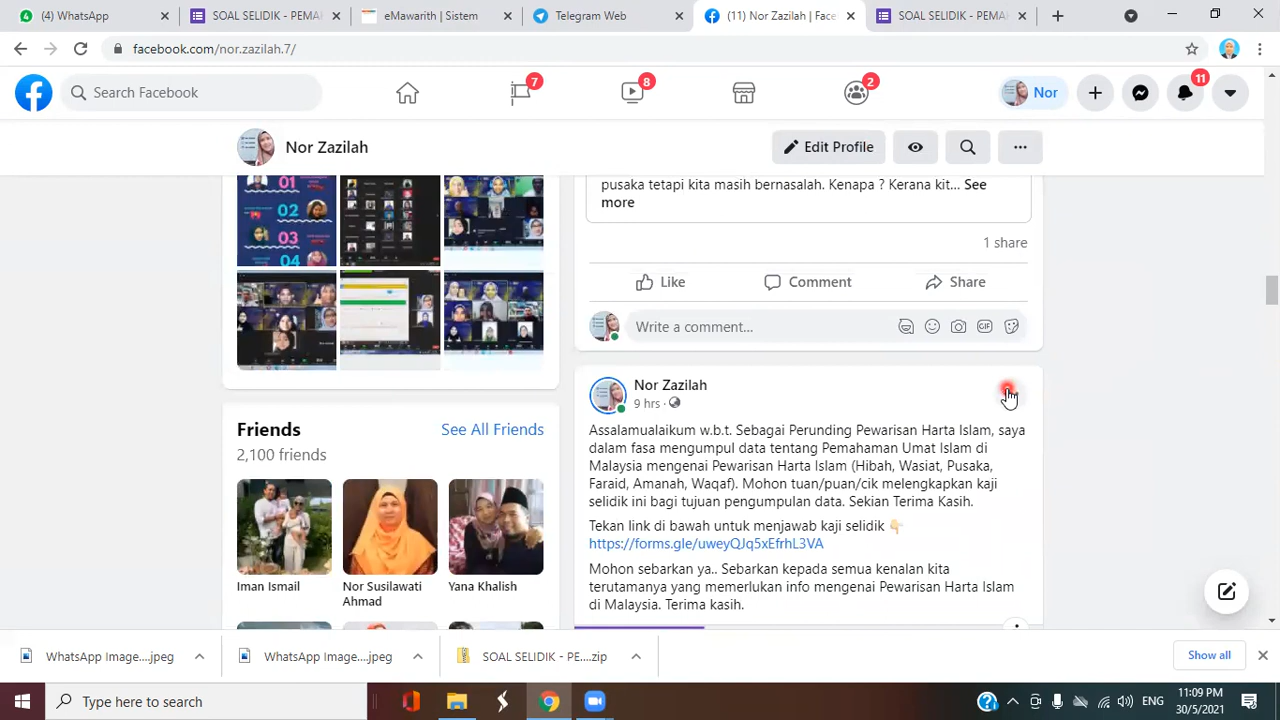 (4) WhatsApp
SOAL SELIDIK - PEMA
eMawarith | Sistem
Telegram Web
(11) Nor Zazilah | Face
SOAL SELIDIK - PEMA
facebook.com/nor.zazilah.7/
Search Facebook
7
8
2
Nor
11
Nor Zazilah
Edit Profile
01
02
03
04
pusaka tetapi kita masih bernasalah. Kenapa ? Kerana kit... See
more
1 share
Like
Comment
Share
Write a comment...
GIF
Friends
See All Friends
2,100 friends
Iman Ismail
Nor Susilawati
Ahmad
Yana Khalish
Nor Zazilah
9 hrs ·
Assalamualaikum w.b.t. Sebagai Perunding Pewarisan Harta Islam, saya
dalam fasa mengumpul data tentang Pemahaman Umat Islam di
Malaysia mengenai Pewarisan Harta Islam (Hibah, Wasiat, Pusaka,
Faraid, Amanah, Waqaf). Mohon tuan/puan/cik melengkapkan kaji
selidik ini bagi tujuan pengumpulan data. Sekian Terima Kasih.
Tekan link di bawah untuk menjawab kaji selidik 👇
https://forms.gle/uweyQJq5xEfrhL3VA
Mohon sebarkan ya.. Sebarkan kepada semua kenalan kita
terutamanya yang memerlukan info mengenai Pewarisan Harta Islam
di Malaysia. Terima kasih.
WhatsApp Image....jpeg
WhatsApp Image....jpeg
SOAL SELIDIK - PE....zip
Show all
Type here to search
ENG
11:09 PM
30/5/2021